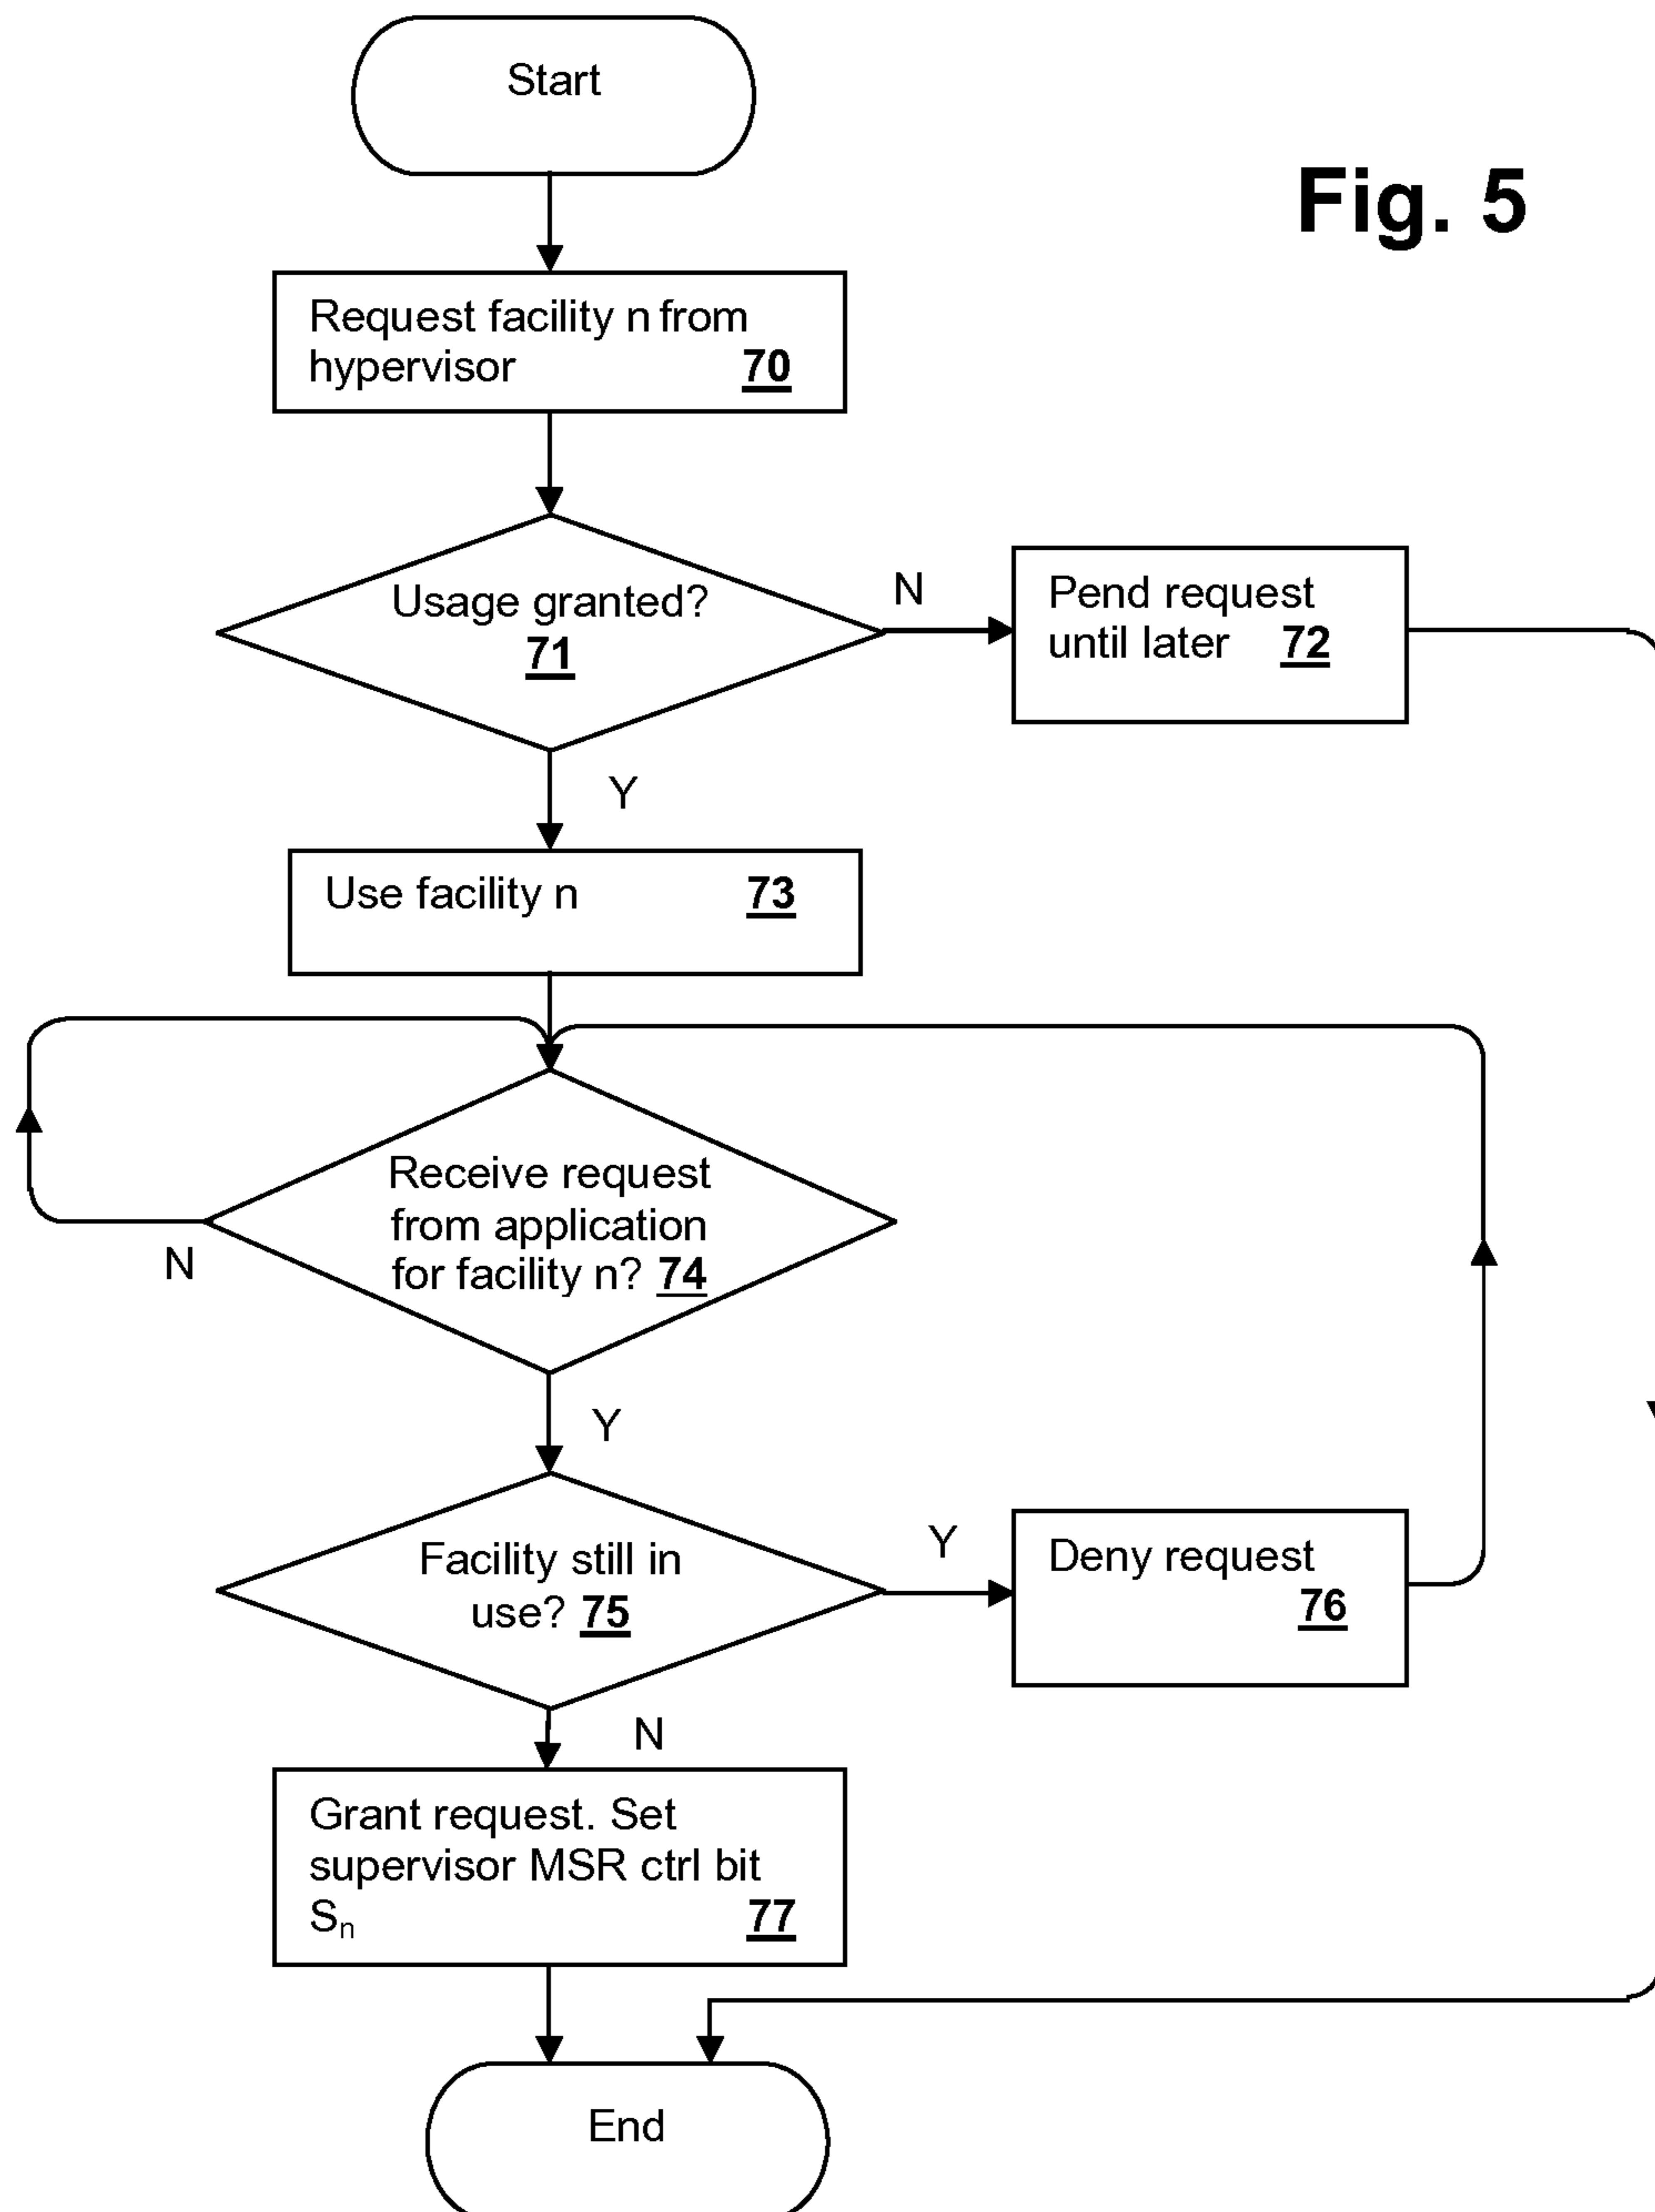 Start
Fig. 5
Request facility n from
hypervisor 70
Usage granted?
71
N
Pend request
until later 72
Y
Use facility n 73
Receive request
from application
for facility n? 74
N
Y
Facility still in
use? 75
Y
Deny request
76
N
Grant request. Set
supervisor MSR ctrl bit
Sn 77
End